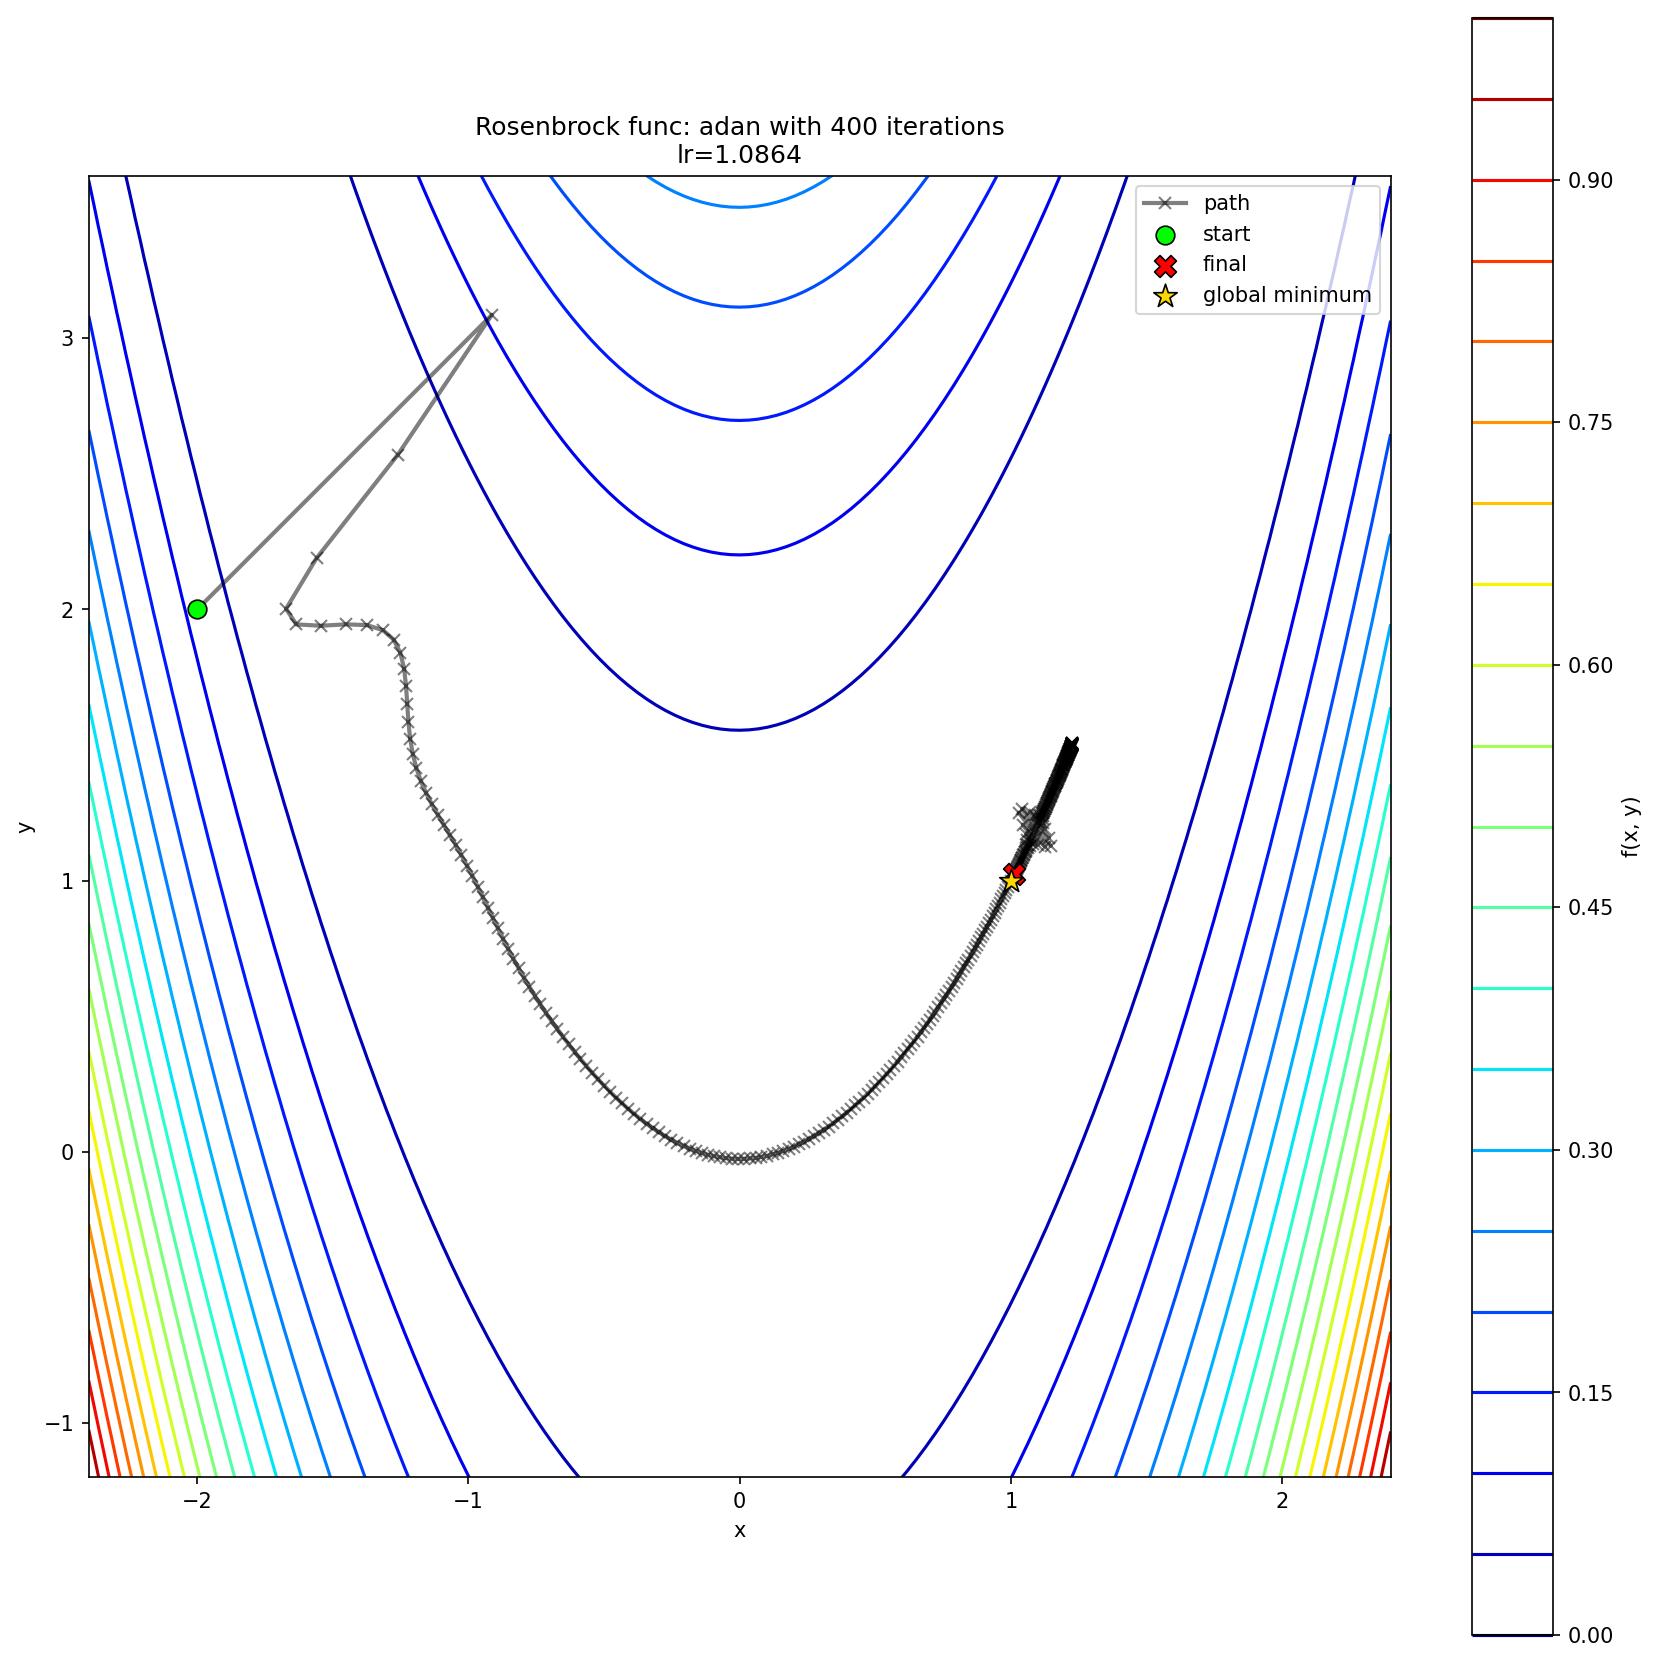 Rosenbrock func: adan with 400 iterations
lr=1.0864
path
start
final
global minimum
3
2
1
0
−1
y
−2
−1
0
1
2
x
0.90
0.75
0.60
0.45
0.30
0.15
0.00
f(x, y)